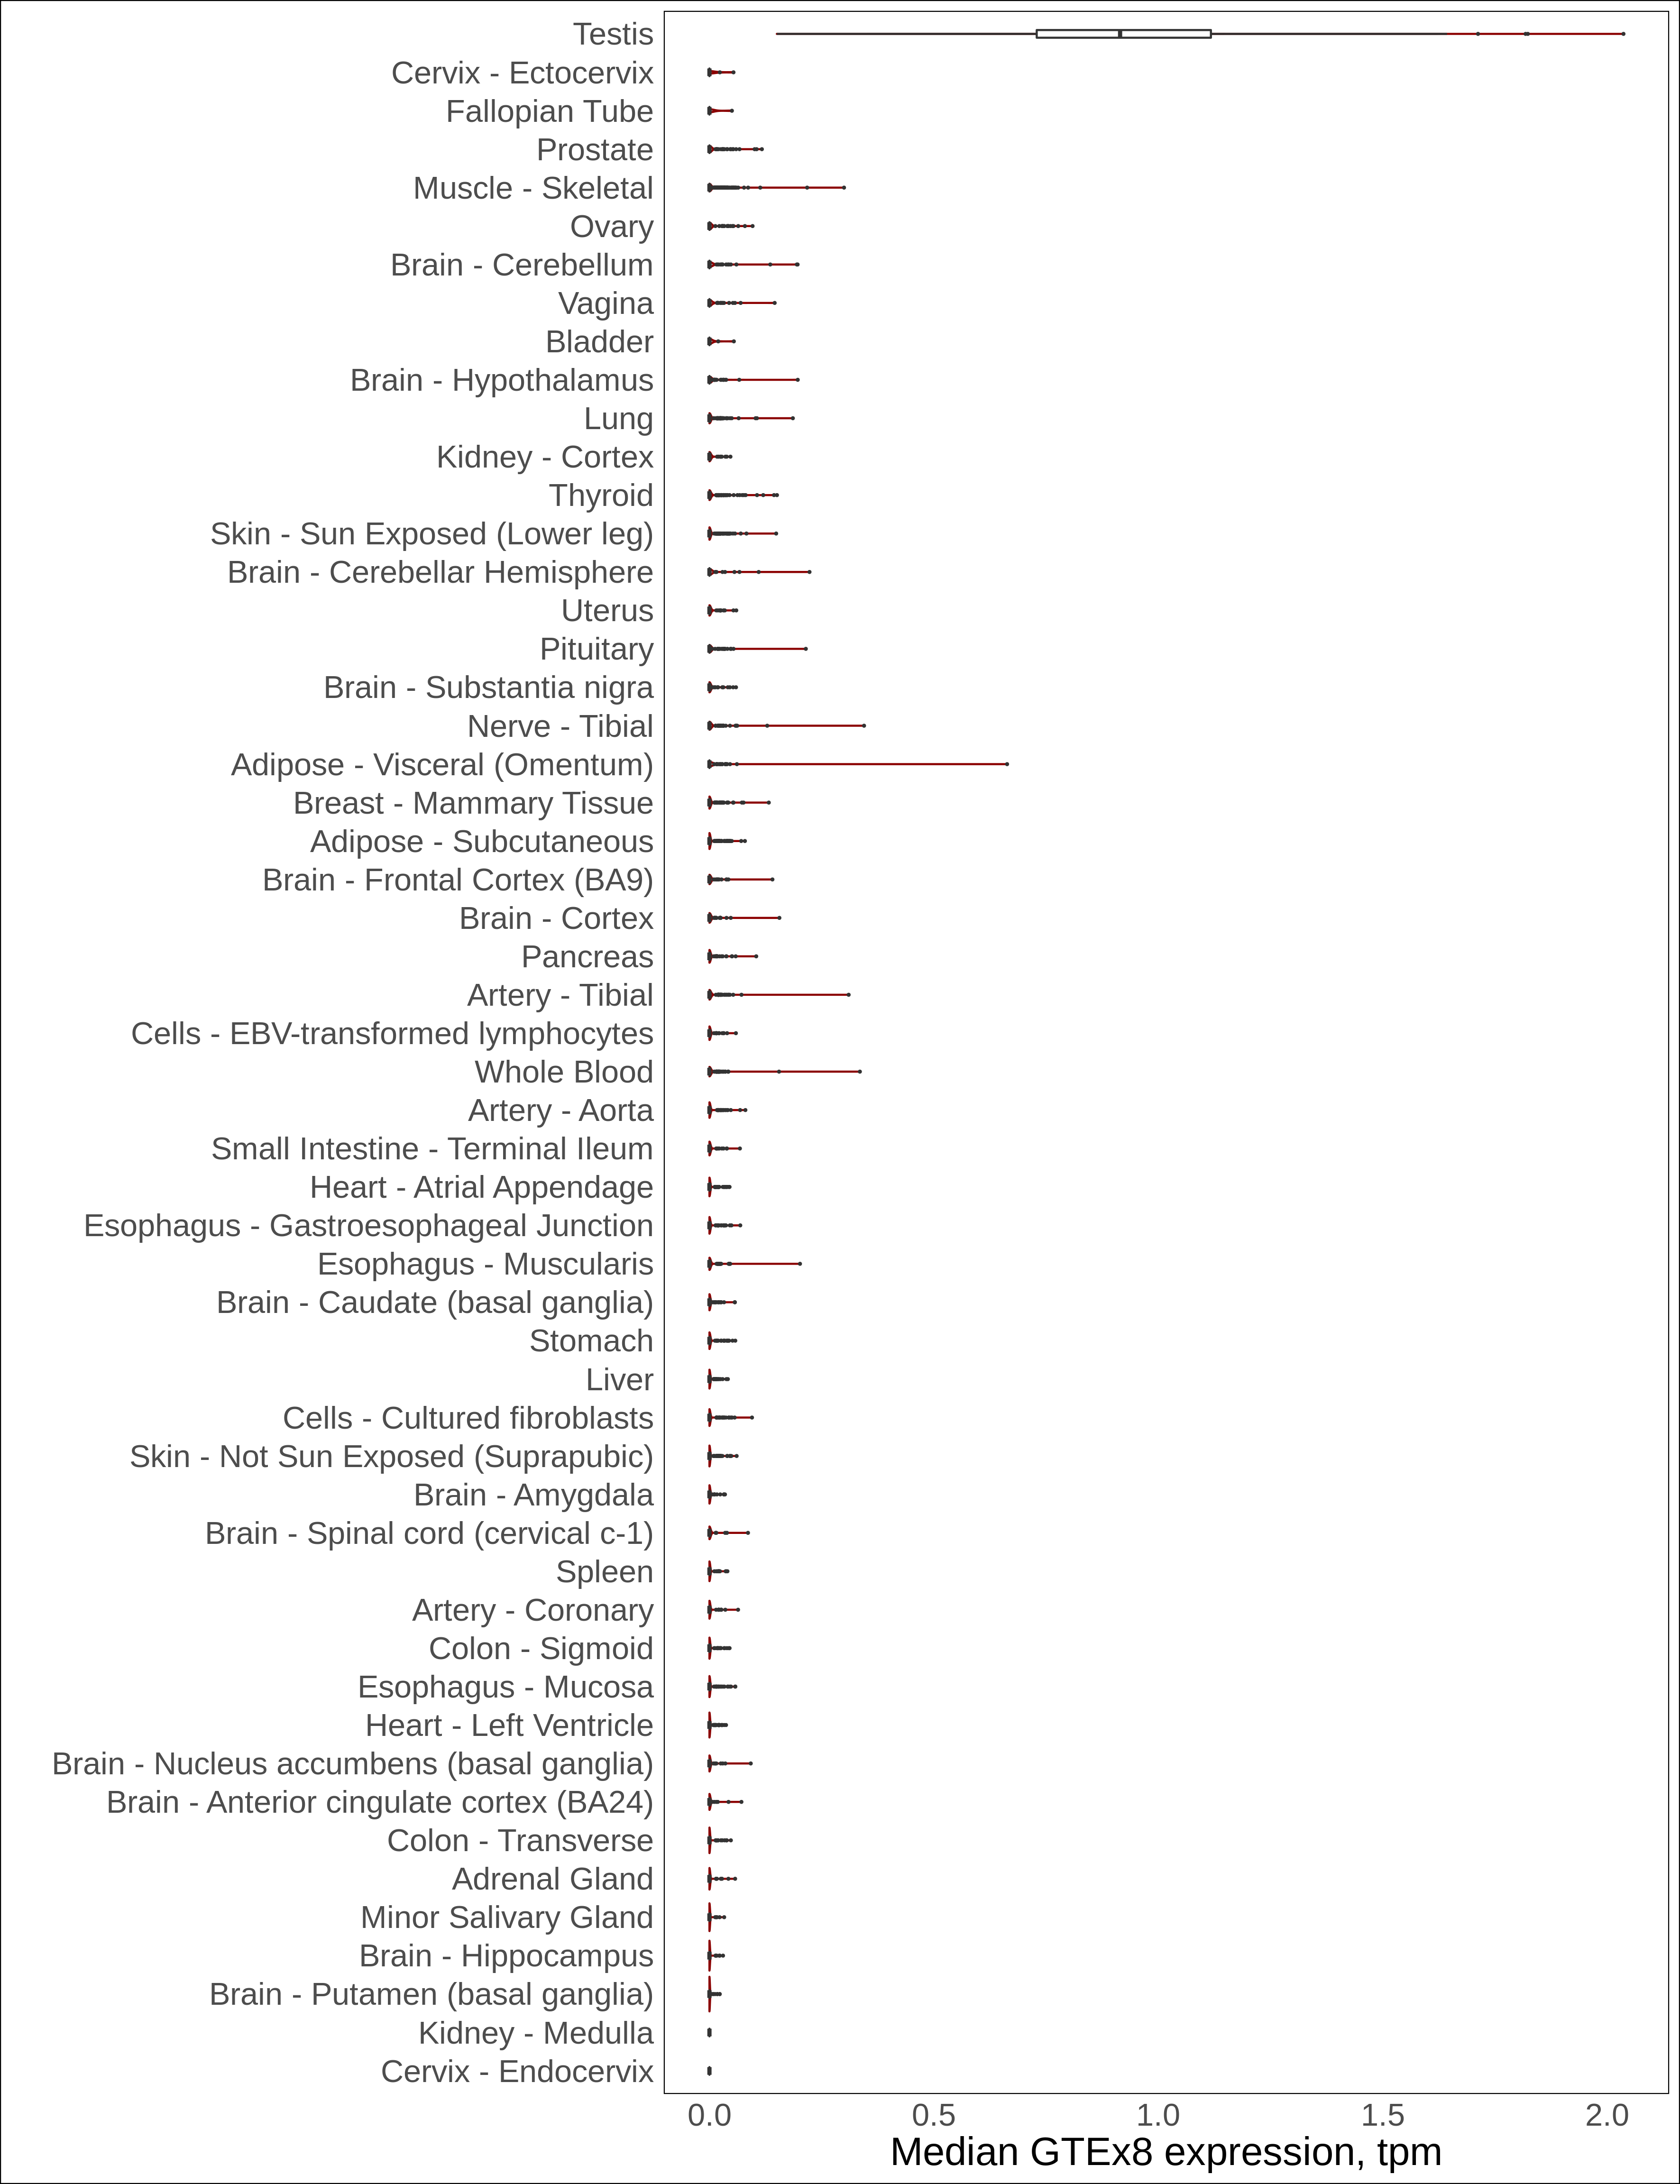 Testis
Cervix - Ectocervix
Fallopian Tube
Prostate
Muscle - Skeletal
Ovary
Brain - Cerebellum
Vagina
Bladder
Brain - Hypothalamus
Lung
Kidney - Cortex
Thyroid
Skin - Sun Exposed (Lower leg)
Brain - Cerebellar Hemisphere
Uterus
Pituitary
Brain - Substantia nigra
Nerve - Tibial
Adipose - Visceral (Omentum)
Breast - Mammary Tissue
Adipose - Subcutaneous
Brain - Frontal Cortex (BA9)
Brain - Cortex
Pancreas
Artery - Tibial
Cells - EBV-transformed lymphocytes
Whole Blood
Artery - Aorta
Small Intestine - Terminal Ileum
Heart - Atrial Appendage
Esophagus - Gastroesophageal Junction
Esophagus - Muscularis
Brain - Caudate (basal ganglia)
Stomach
Liver
Cells - Cultured fibroblasts
Skin - Not Sun Exposed (Suprapubic)
Brain - Amygdala
Brain - Spinal cord (cervical c-1)
Spleen
Artery - Coronary
Colon - Sigmoid
Esophagus - Mucosa
Heart - Left Ventricle
Brain - Nucleus accumbens (basal ganglia)
Brain - Anterior cingulate cortex (BA24)
Colon - Transverse
Adrenal Gland
Minor Salivary Gland
Brain - Hippocampus
Brain - Putamen (basal ganglia)
Kidney - Medulla
Cervix - Endocervix
0.0 0.5 1.0 1.5 2.0
Median GTEx8 expression, tpm